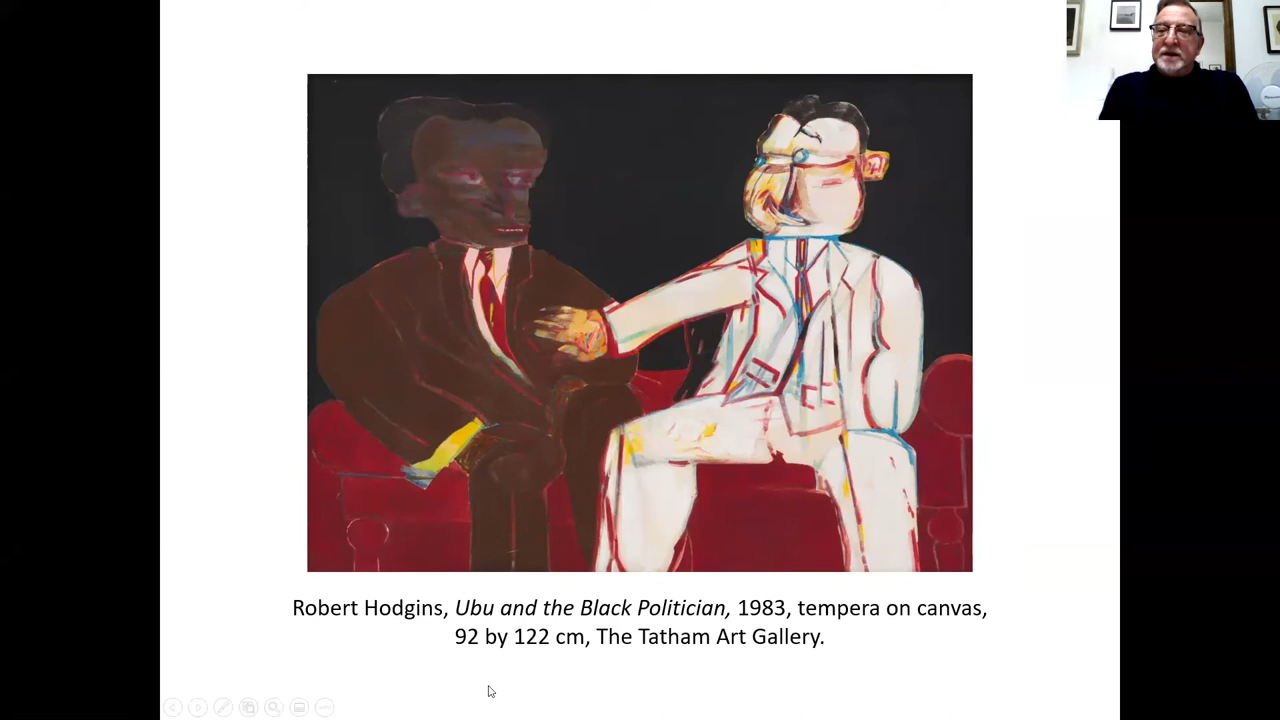 Robert Hodgins, Ubu and the Black Politician, 1983, tempera on canvas,
92 by 122 cm, The Tatham Art Gallery.